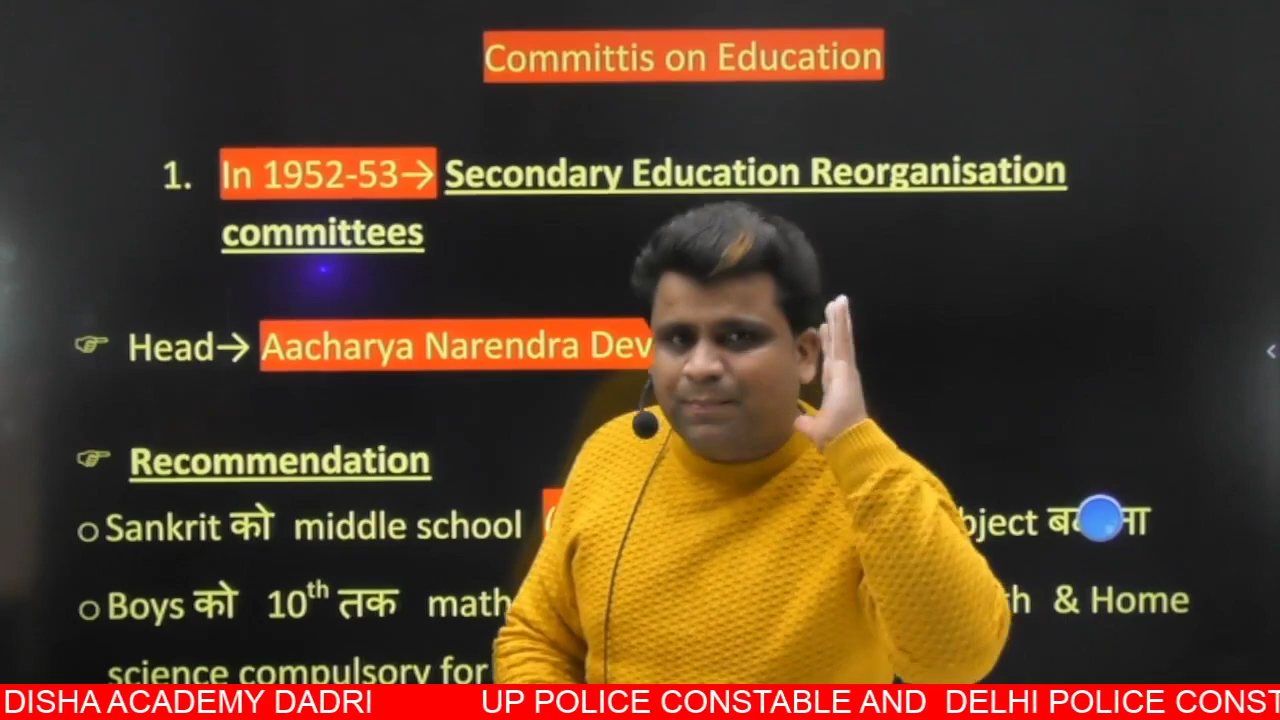 Committis on Education
1. In 1952-53→ Secondary Education Reorganisation
committees
☞ Head→ Aacharya Narendra Dev
☞ Recommendation
o Sankrit को middle school bject
o Boys को 10th तक math & Home
science compulsory for
DISHA ACADEMY DADRI UP POLICE CONSTABLE AND DELHI POLICE CONST